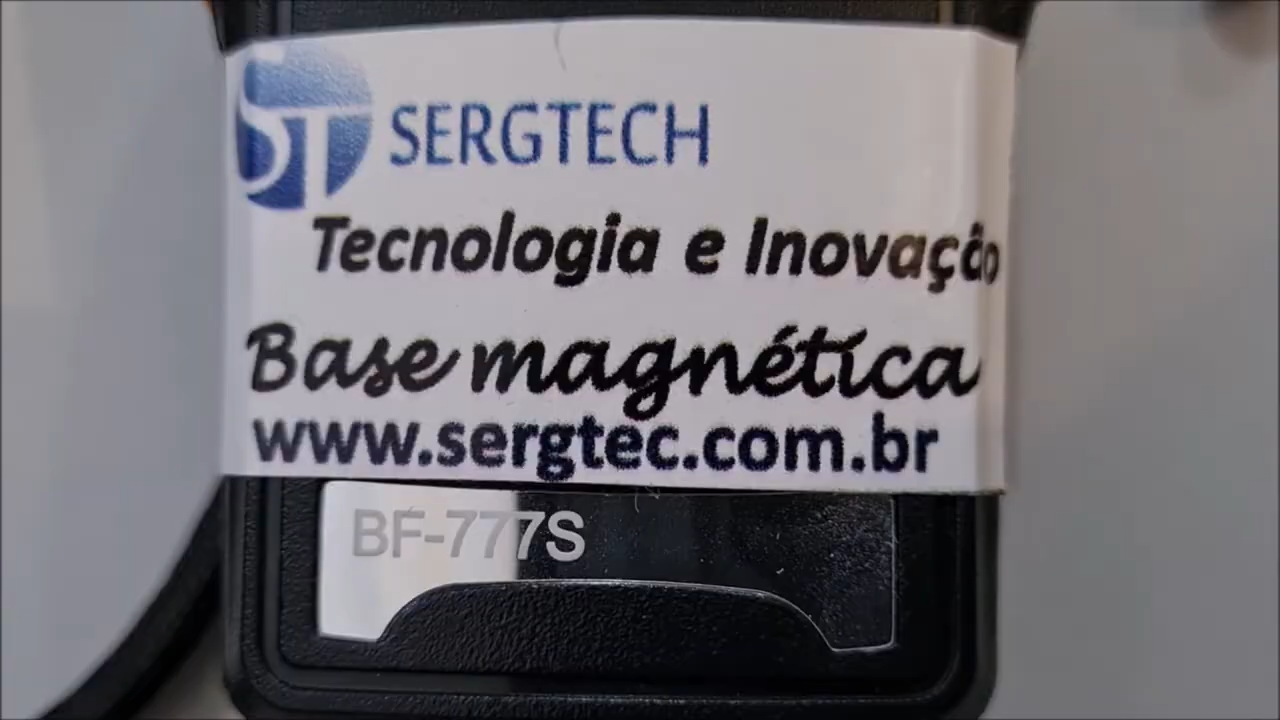 ST SERGTECH
Tecnologia e Inovação
Base magnética
www.sergtec.com.br
BF-777S